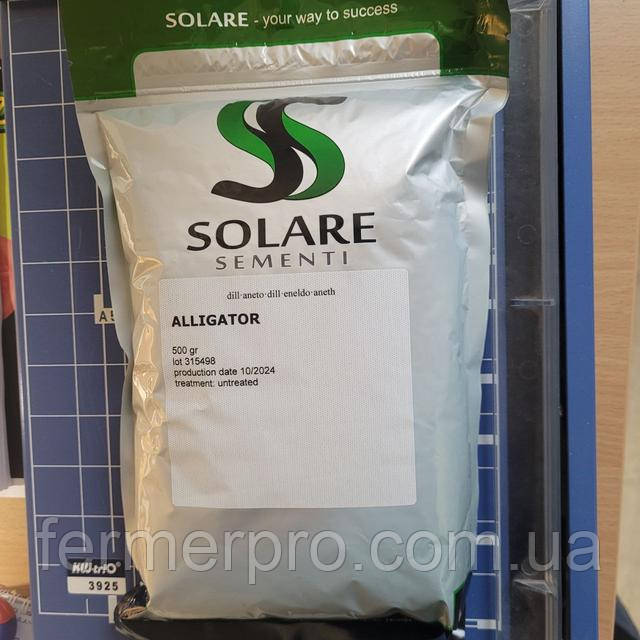 SOLARE - your way to success
SOLARE
SEMENTI
dill·aneto·dill·eneldo·aneth
ALLIGATOR
500 gr
lot 315498
production date 10/2024
treatment: untreated
fermerpro.com.ua
3925